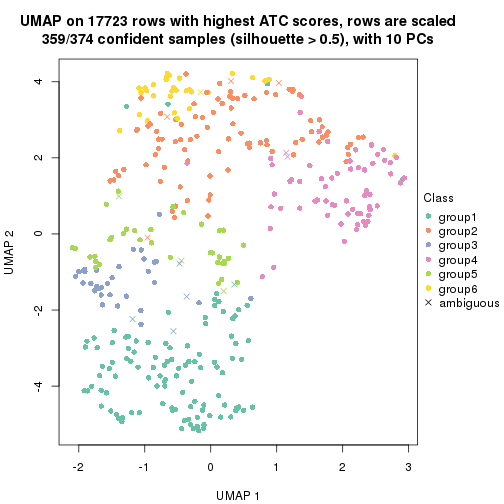 UMAP on 17723 rows with highest ATC scores, rows are scaled
359/374 confident samples (silhouette > 0.5), with 10 PCs
4
2
0
-2
-4
UMAP 2
-2 -1 0 1 2 3
UMAP 1
Class
group1
group2
group3
group4
group5
group6
ambiguous